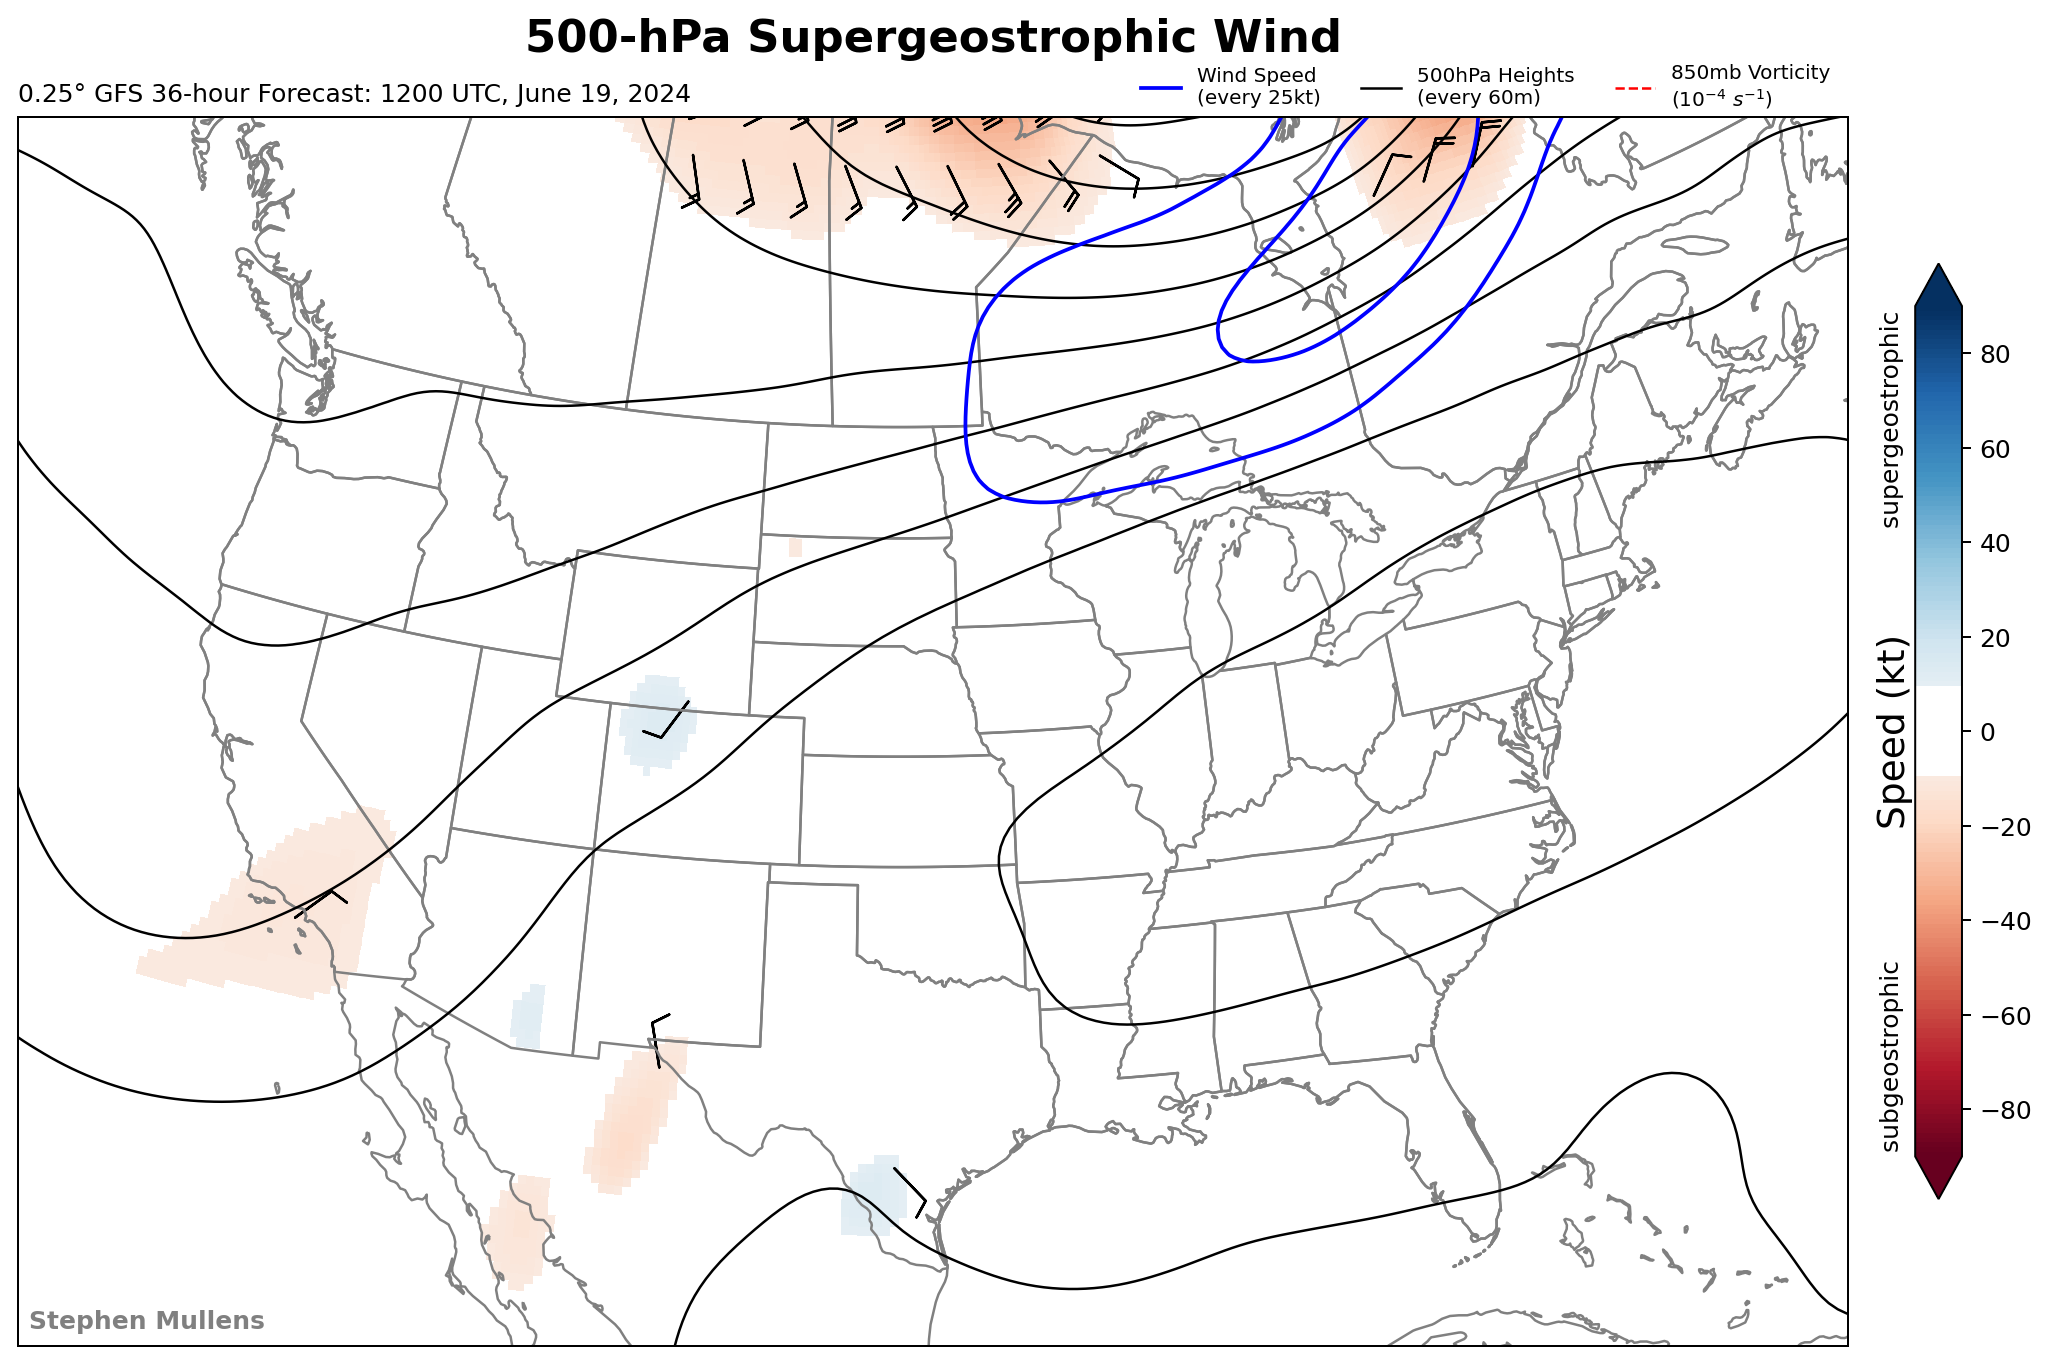 500-hPa Supergeostrophic Wind
0.25° GFS 36-hour Forecast: 1200 UTC, June 19, 2024
Wind Speed
(every 25kt)
500hPa Heights
(every 60m)
850mb Vorticity
(10⁻⁴ s⁻¹)
supergeostrophic
Speed (kt)
subgeostrophic
80
60
40
20
0
−20
−40
−60
−80
Stephen Mullens